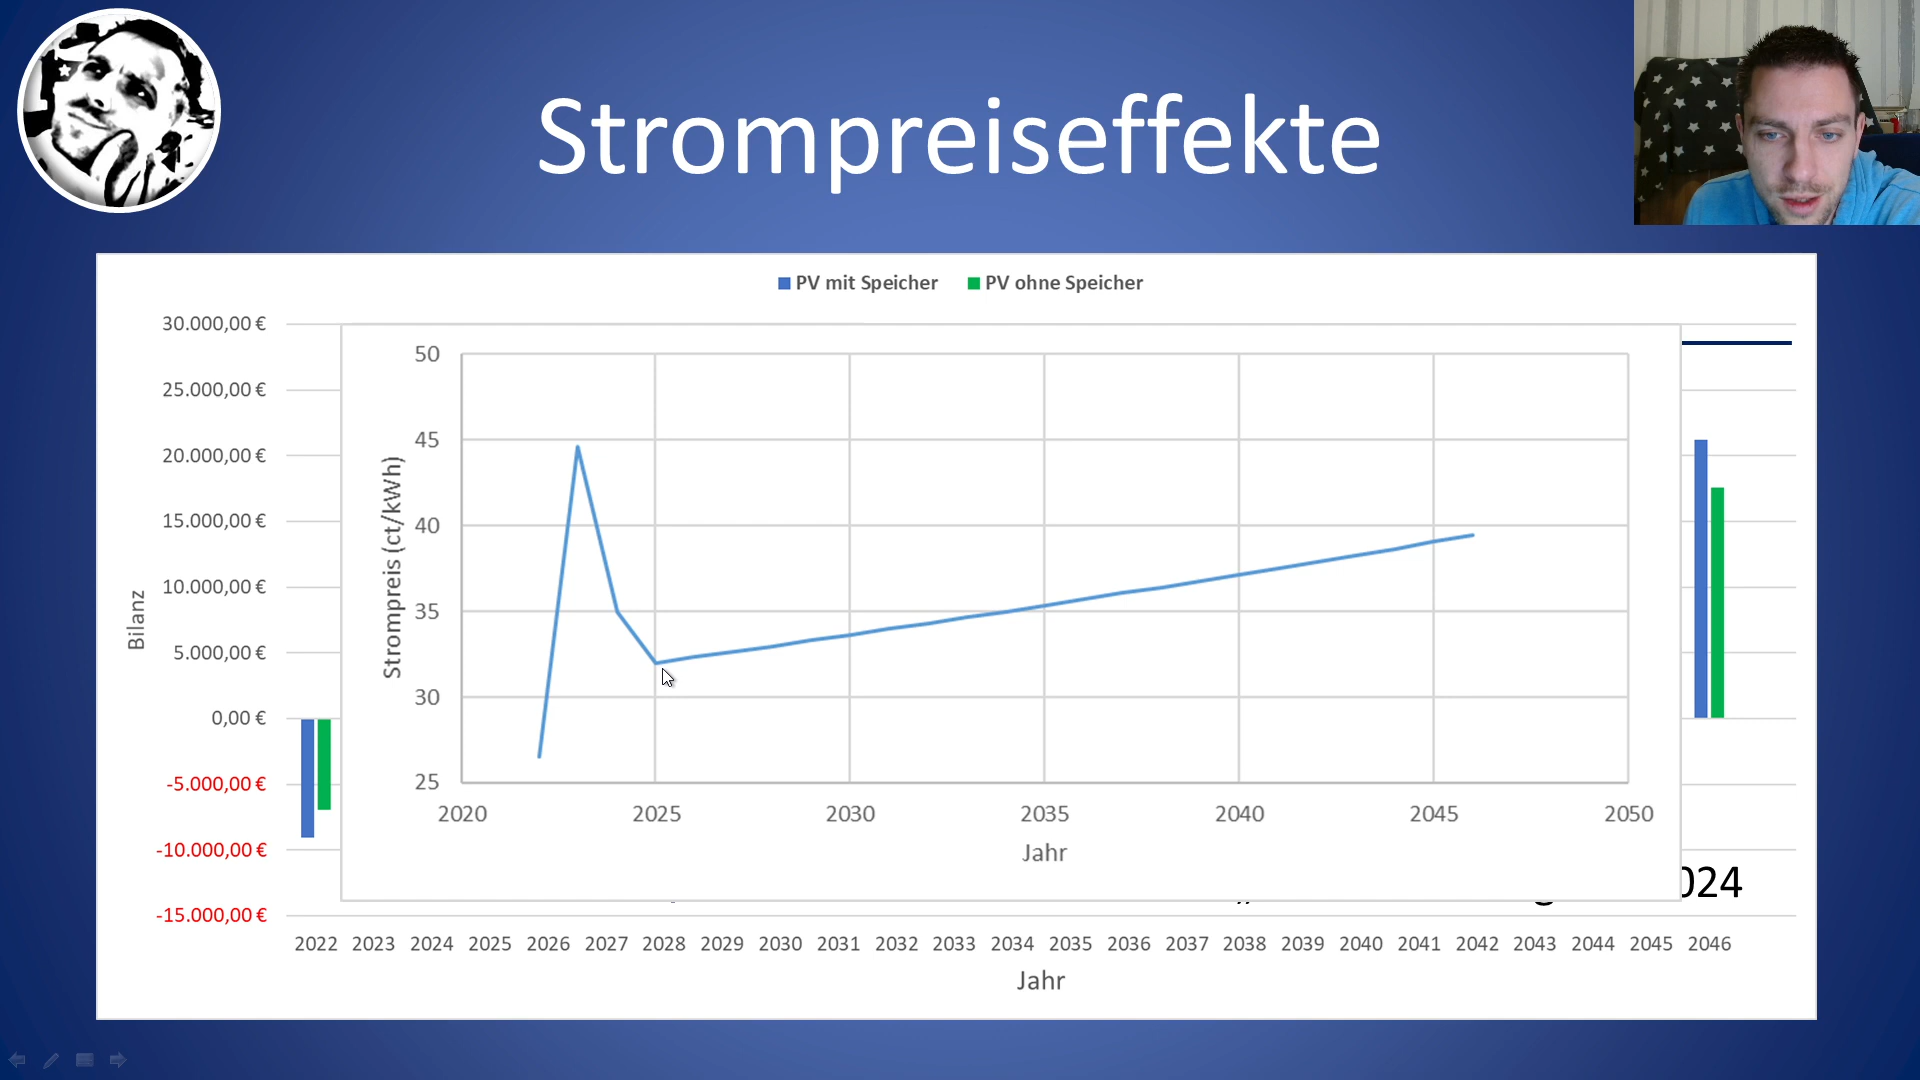 Strompreiseffekte
PV mit Speicher PV ohne Speicher
30.000,00 €
25.000,00 €
20.000,00 €
15.000,00 €
10.000,00 €
5.000,00 €
0,00 €
-5.000,00 €
-10.000,00 €
-15.000,00 €
Bilanz
50
45
40
35
30
25
Strompreis (ct/kWh)
2020 2025 2030 2035 2040 2045 2050
Jahr
2022 2023 2024 2025 2026 2027 2028 2029 2030 2031 2032 2033 2034 2035 2036 2037 2038 2039 2040 2041 2042 2043 2044 2045 2046
Jahr